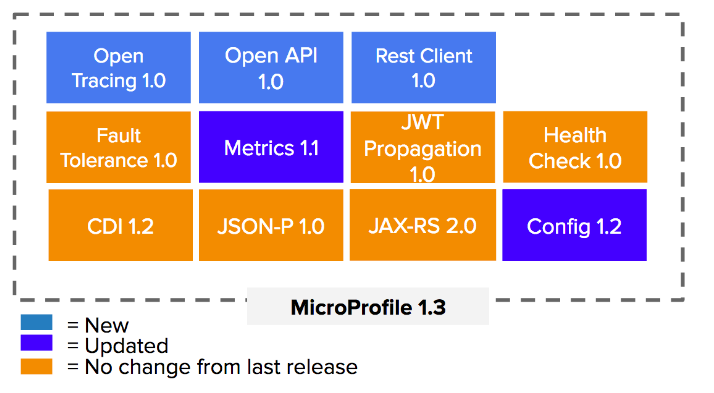 Open
Tracing 1.0
Open API
1.0
Rest Client
1.0
Fault
Tolerance 1.0
Metrics 1.1
JWT
Propagation
1.0
Health
Check 1.0
CDI 1.2
JSON-P 1.0
JAX-RS 2.0
Config 1.2
MicroProfile 1.3
= New
= Updated
= No change from last release